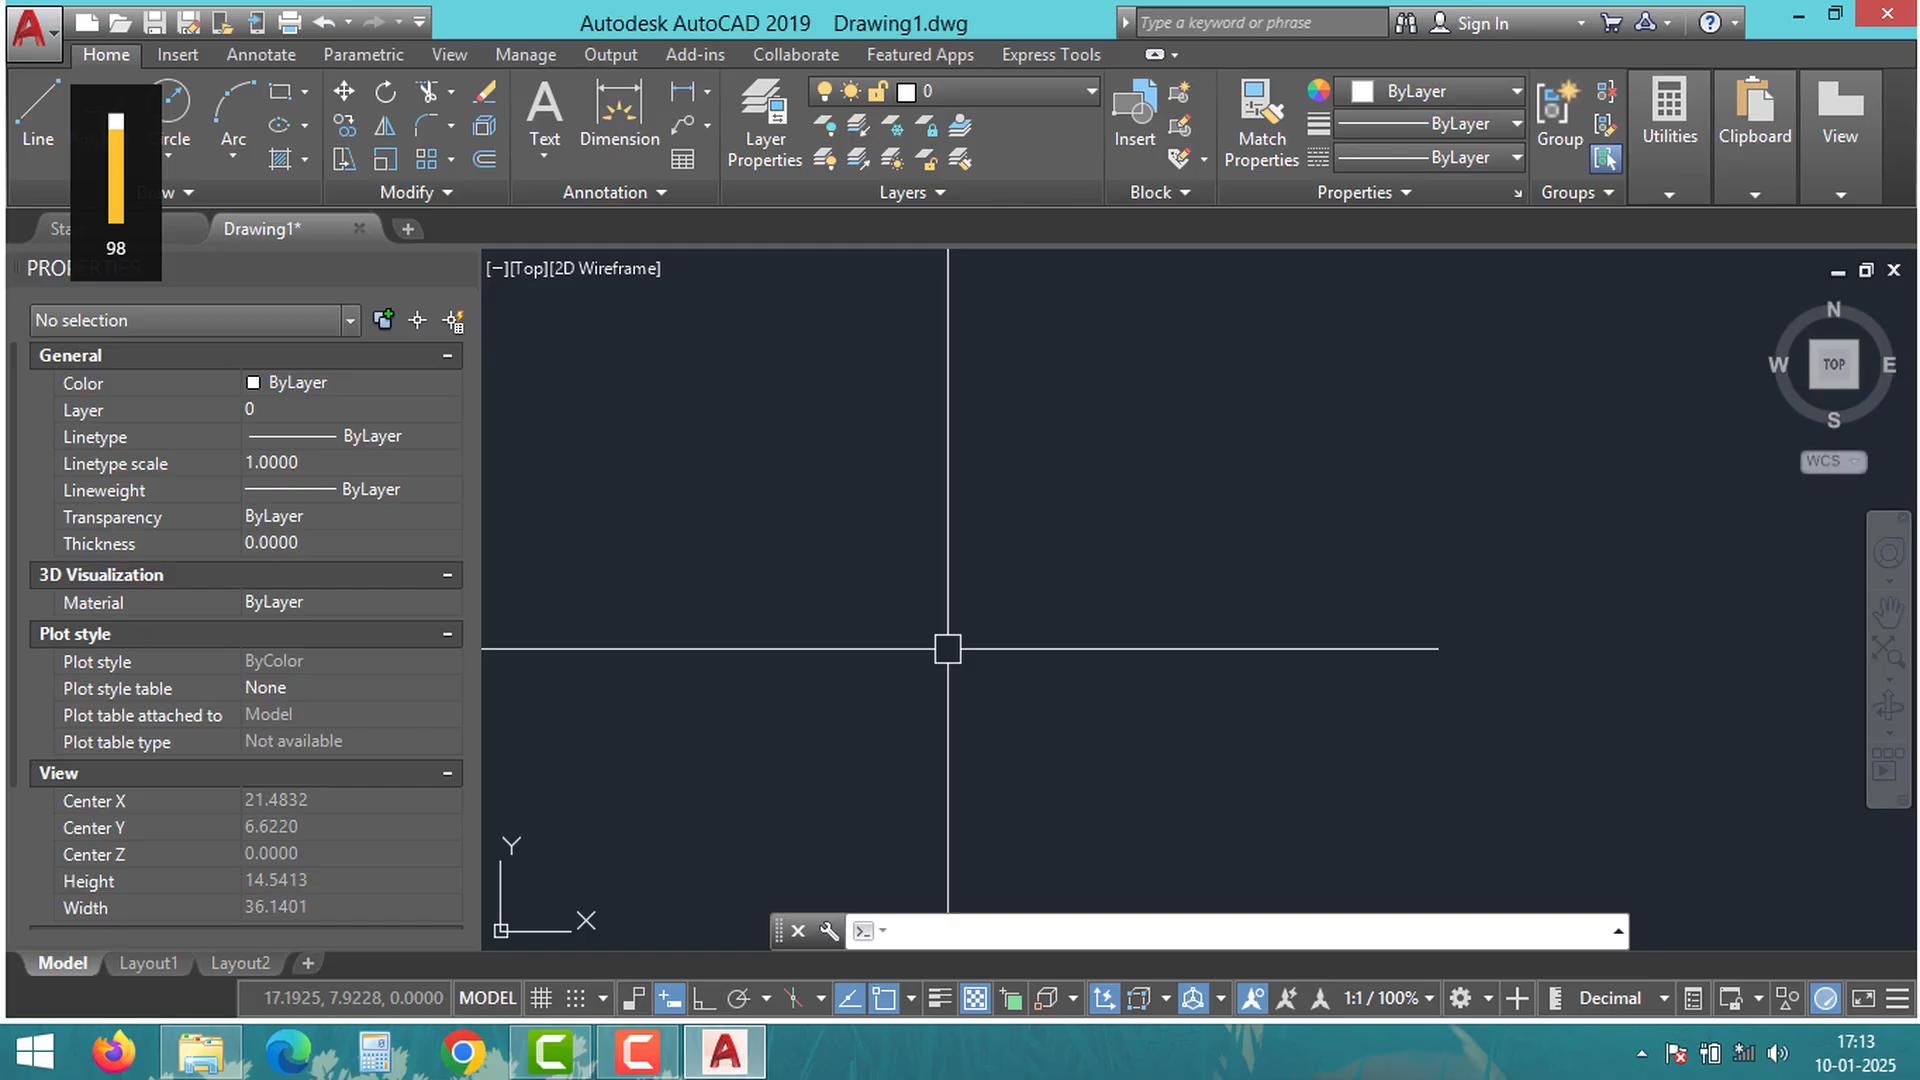 Autodesk AutoCAD 2019 Drawing1.dwg
Type a keyword or phrase
Sign In
Home Insert Annotate Parametric View Manage Output Add-ins Collaborate Featured Apps Express Tools
Line
Arc
Text
Dimension
Layer Properties
0
Insert
Match Properties
ByLayer
ByLayer
ByLayer
Group
Utilities
Clipboard
View
Modify
Annotation
Layers
Block
Properties
Groups
98
Drawing1*
[−][Top][2D Wireframe]
No selection
General
Color ByLayer
Layer 0
Linetype ByLayer
Linetype scale 1.0000
Lineweight ByLayer
Transparency ByLayer
Thickness 0.0000
3D Visualization
Material ByLayer
Plot style
Plot style ByColor
Plot style table None
Plot table attached to Model
Plot table type Not available
View
Center X 21.4832
Center Y 6.6220
Center Z 0.0000
Height 14.5413
Width 36.1401
N
W TOP E
S
WCS
Y
X
Model Layout1 Layout2
17.1925, 7.9228, 0.0000 MODEL 1:1 / 100% Decimal
17:13
10-01-2025